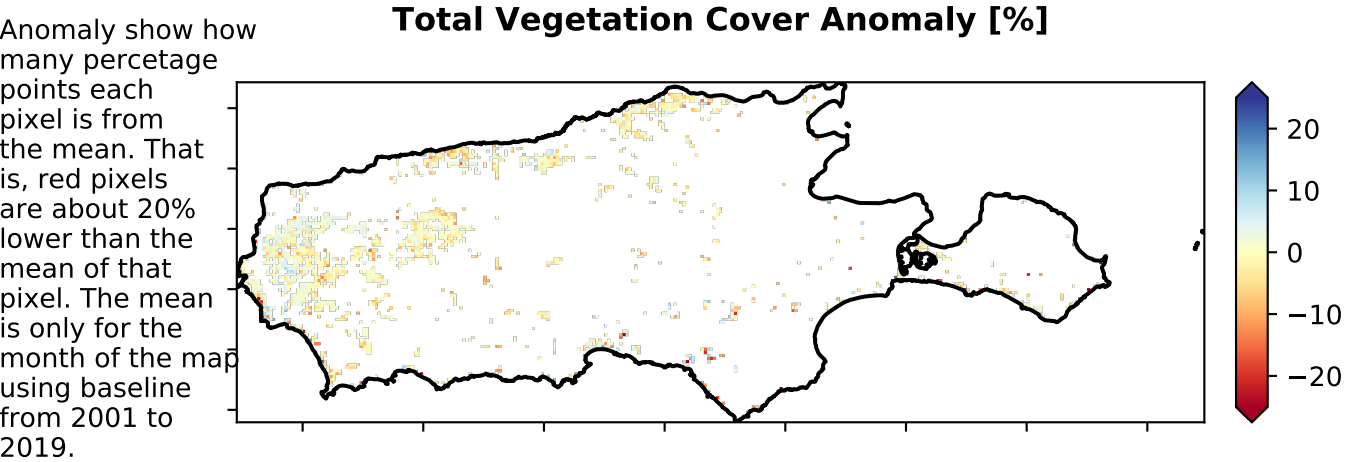 Total Vegetation Cover Anomaly [%]
Anomaly show how
many percetage
points each
pixel is from
the mean. That
is, red pixels
are about 20%
lower than the
mean of that
pixel. The mean
is only for the
month of the map
using baseline
from 2001 to
2019.
20
10
0
−10
−20